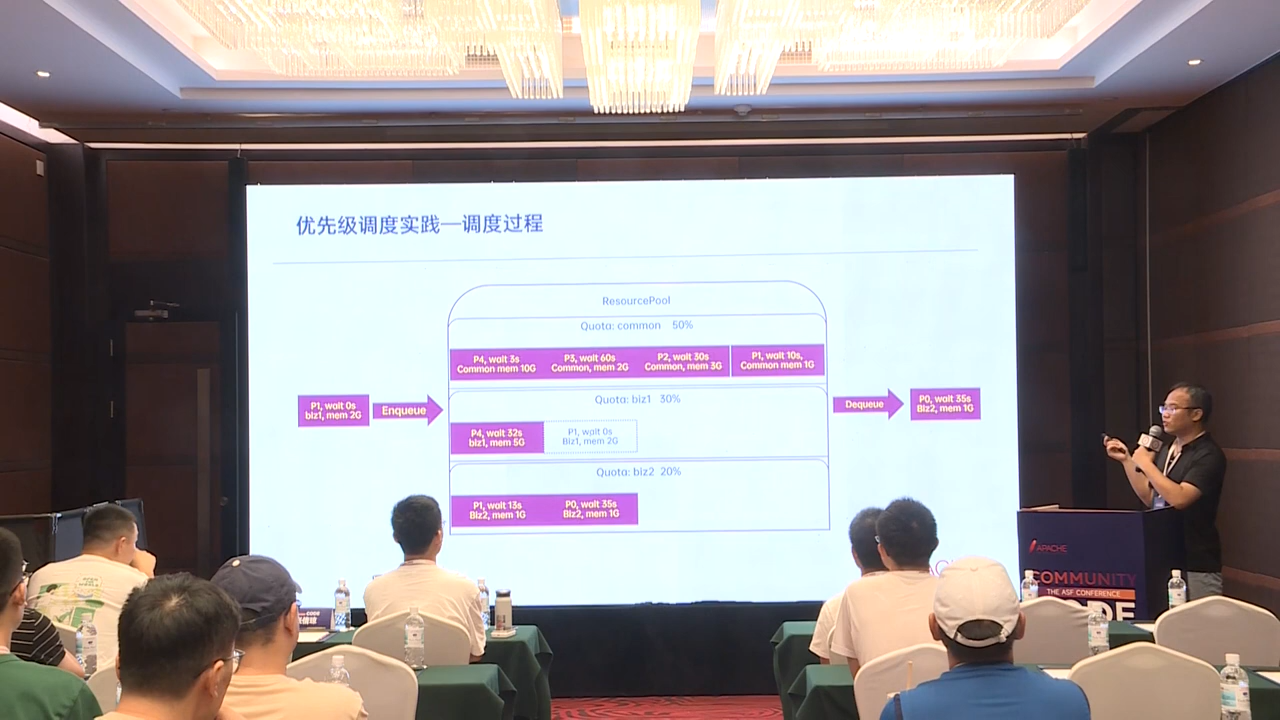 优先级调度实践—调度过程
ResourcePool
Quota: common 50%
P4, wait 3s
Common mem 10G
P3, wait 60s
Common, mem 2G
P2, wait 30s
Common, mem 3G
P1, wait 10s,
Common mem 1G
P1, wait 0s
biz1, mem 2G
Enqueue
Quota: biz1 30%
P4, wait 32s
biz1, mem 5G
P1, wait 0s
Biz1, mem 2G
Dequeue
P0, wait 35s
Biz2, mem 1G
Quota: biz2 20%
P1, wait 13s
Biz2, mem 1G
P0, wait 35s
Biz2, mem 1G
APACHE
COMMUNITY
THE ASF CONFERENCE
CODE